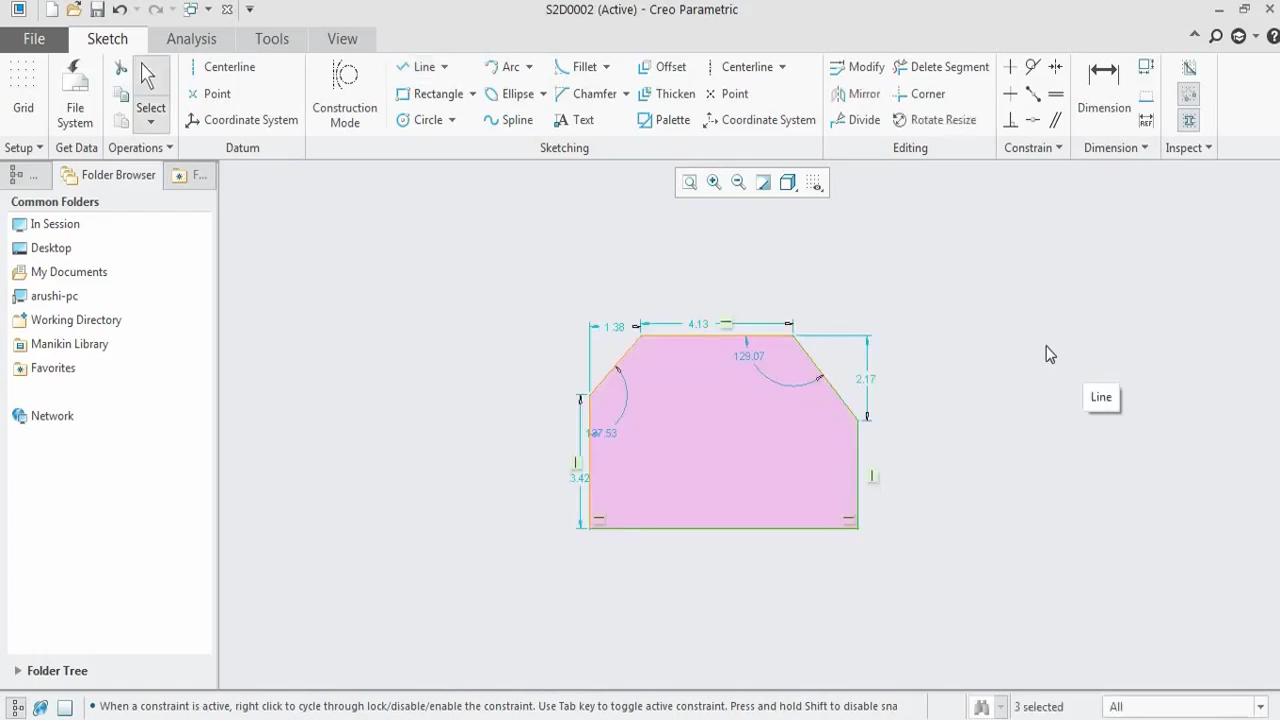 S2D0002 (Active) - Creo Parametric
File Sketch Analysis Tools View
Grid
File System
Select
Centerline
Point
Coordinate System
Construction Mode
Line Arc Fillet Offset Centerline
Rectangle Ellipse Chamfer Thicken Point
Circle Spline Text Palette Coordinate System
Modify Delete Segment
Mirror Corner
Divide Rotate Resize
Dimension
REF
Setup Get Data Operations Datum Sketching Editing Constrain Dimension Inspect
... Folder Browser F...
Common Folders
In Session
Desktop
My Documents
arushi-pc
Working Directory
Manikin Library
Favorites
Network
Folder Tree
1.38 4.13
129.07
2.17
137.53
3.42
Line
• When a constraint is active, right click to cycle through lock/disable/enable the constraint. Use Tab key to toggle active constraint. Press and hold Shift to disable sna
3 selected
All